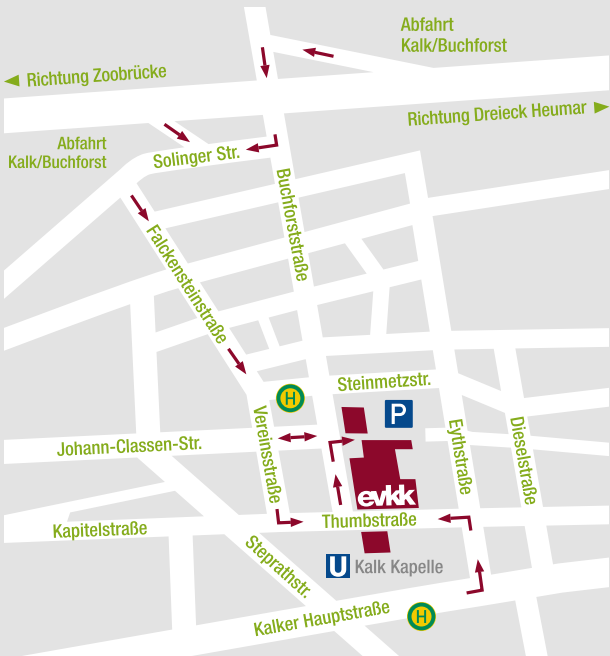 Abfahrt
Kalk/Buchforst
Richtung Zoobrücke
Richtung Dreieck Heumar
Abfahrt
Kalk/Buchforst
Solinger Str.
Buchforststraße
Falckensteinstraße
Steinmetzstr.
H
P
Vereinsstraße
Eythstraße
Dieselstraße
Johann-Classen-Str.
evkk
Thumbstraße
Kapitelstraße
U Kalk Kapelle
Steprathstr.
Kalker Hauptstraße
H